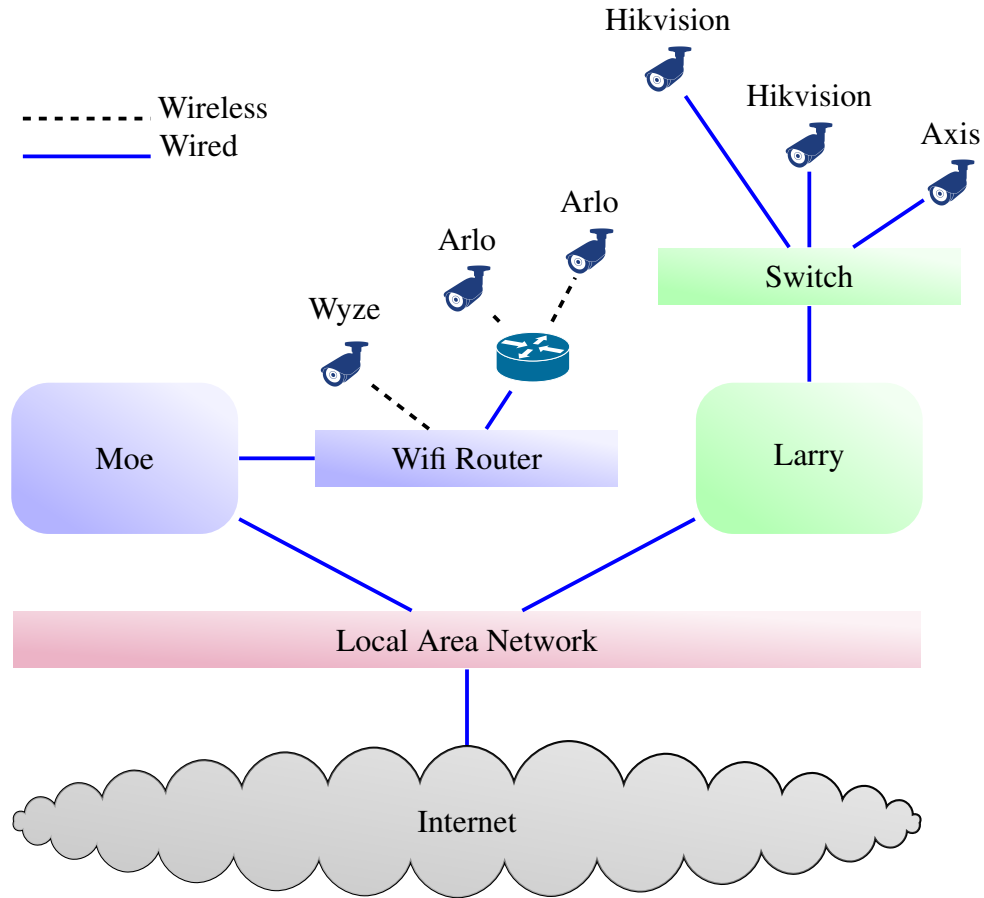 Hikvision
Hikvision
Wireless
Wired
Axis
Arlo
Arlo
Switch
Wyze
Moe
Wifi Router
Larry
Local Area Network
Internet